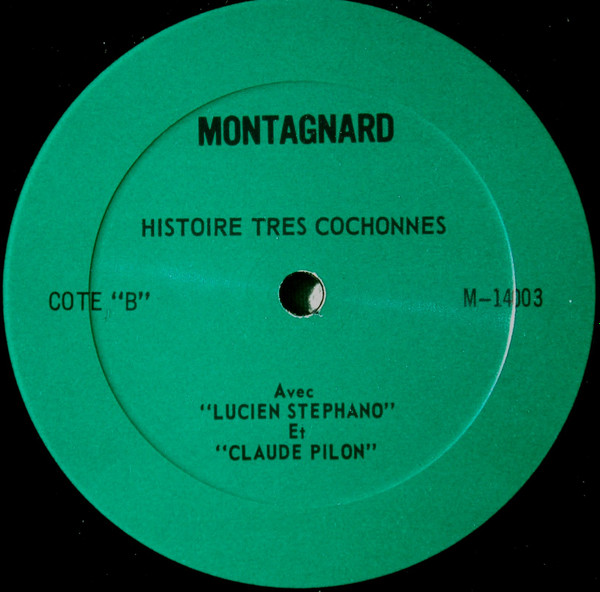 MONTAGNARD
HISTOIRE TRES COCHONNES
COTE "B"
M-14003
Avec
"LUCIEN STEPHANO"
Et
"CLAUDE PILON"